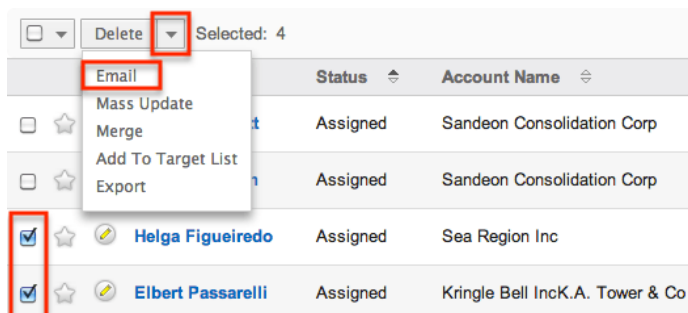 Delete Selected: 4
Email
Status Account Name
Mass Update
Merge
tt Assigned Sandeon Consolidation Corp
Add To Target List
Export
n Assigned Sandeon Consolidation Corp
Helga Figueiredo Assigned Sea Region Inc
Elbert Passarelli Assigned Kringle Bell IncK.A. Tower & Co